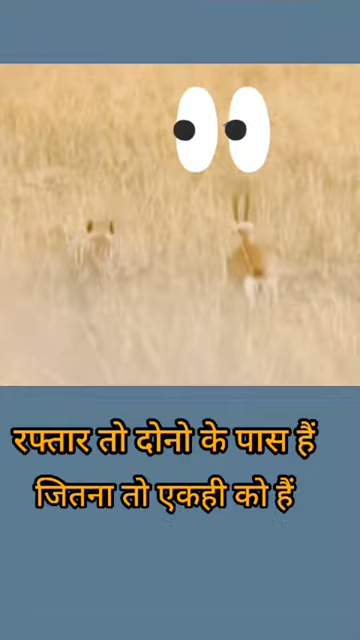 रफ्तार तो दोनो के पास हैं
जितना तो एकही को हैं